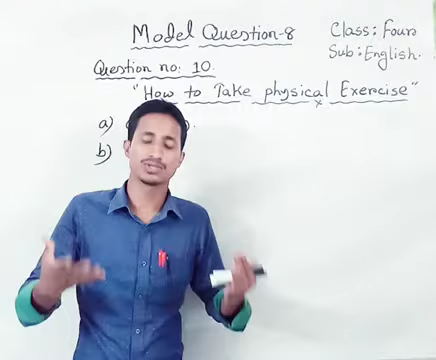 Model Question-8
Class: Four
Sub: English.
Question no: 10.
"How to Take physical Exercise"
a)
b)